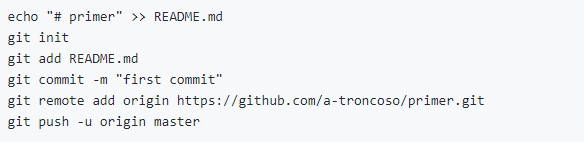 echo "# primer" >> README.md
git init
git add README.md
git commit -m "first commit"
git remote add origin https://github.com/a-troncoso/primer.git
git push -u origin master